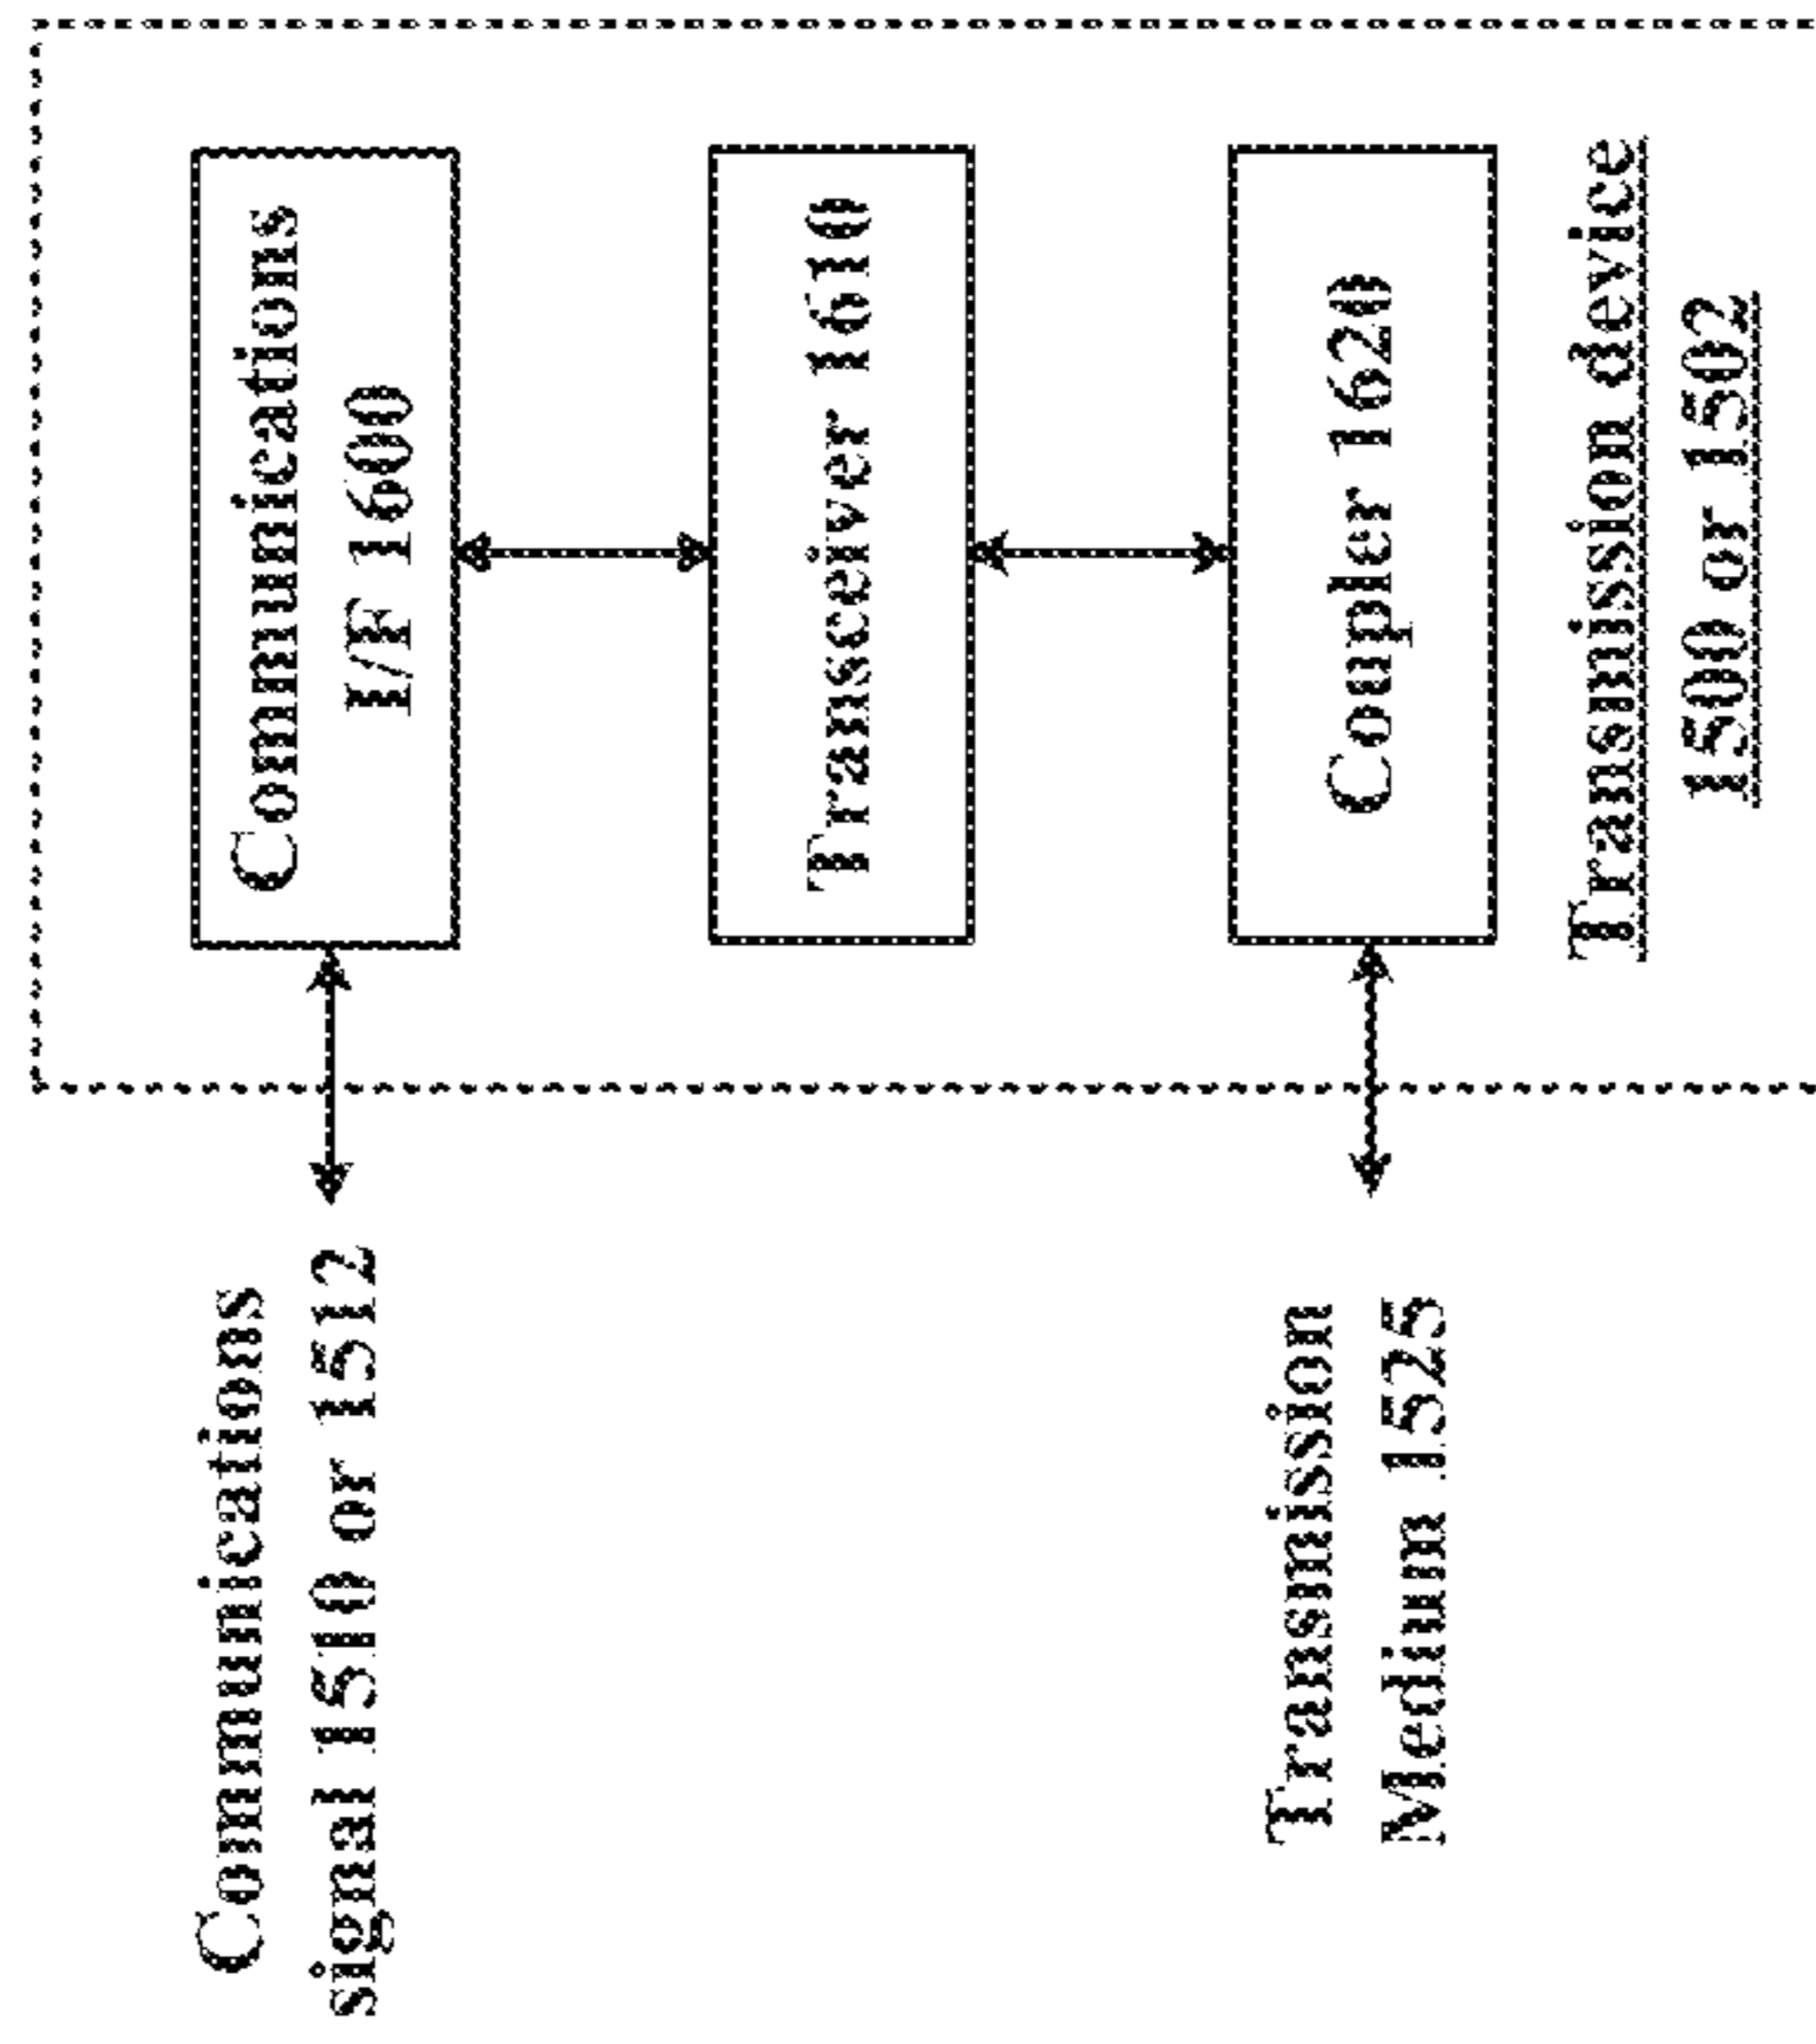 Communications
signal 1510 or 1512
Communications
I/F 1600
Transceiver 1610
Transmission
Medium 1525
Coupler 1620
Transmission device
1500 or 1502